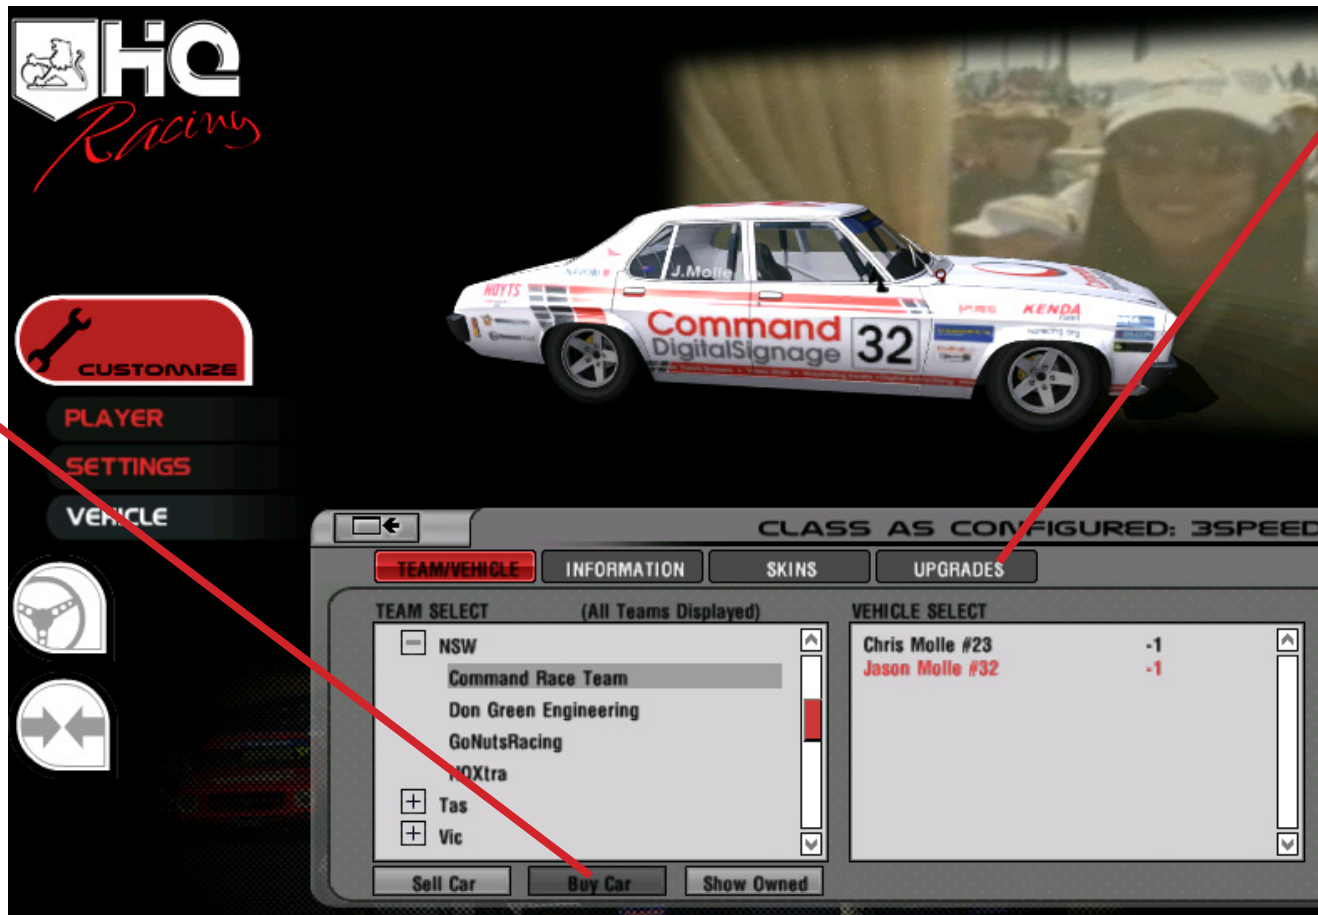 HQ
Racing
CUSTOMIZE
PLAYER
SETTINGS
VEHICLE
J.Molle
HOYTS
Command
DigitalSignage
32
KENDA
CLASS AS CONFIGURED: 3SPEED
TEAM/VEHICLE INFORMATION SKINS UPGRADES
TEAM SELECT (All Teams Displayed) VEHICLE SELECT
NSW
Command Race Team
Don Green Engineering
GoNutsRacing
HQXtra
Tas
Vic
Chris Molle #23 -1
Jason Molle #32 -1
Sell Car Buy Car Show Owned